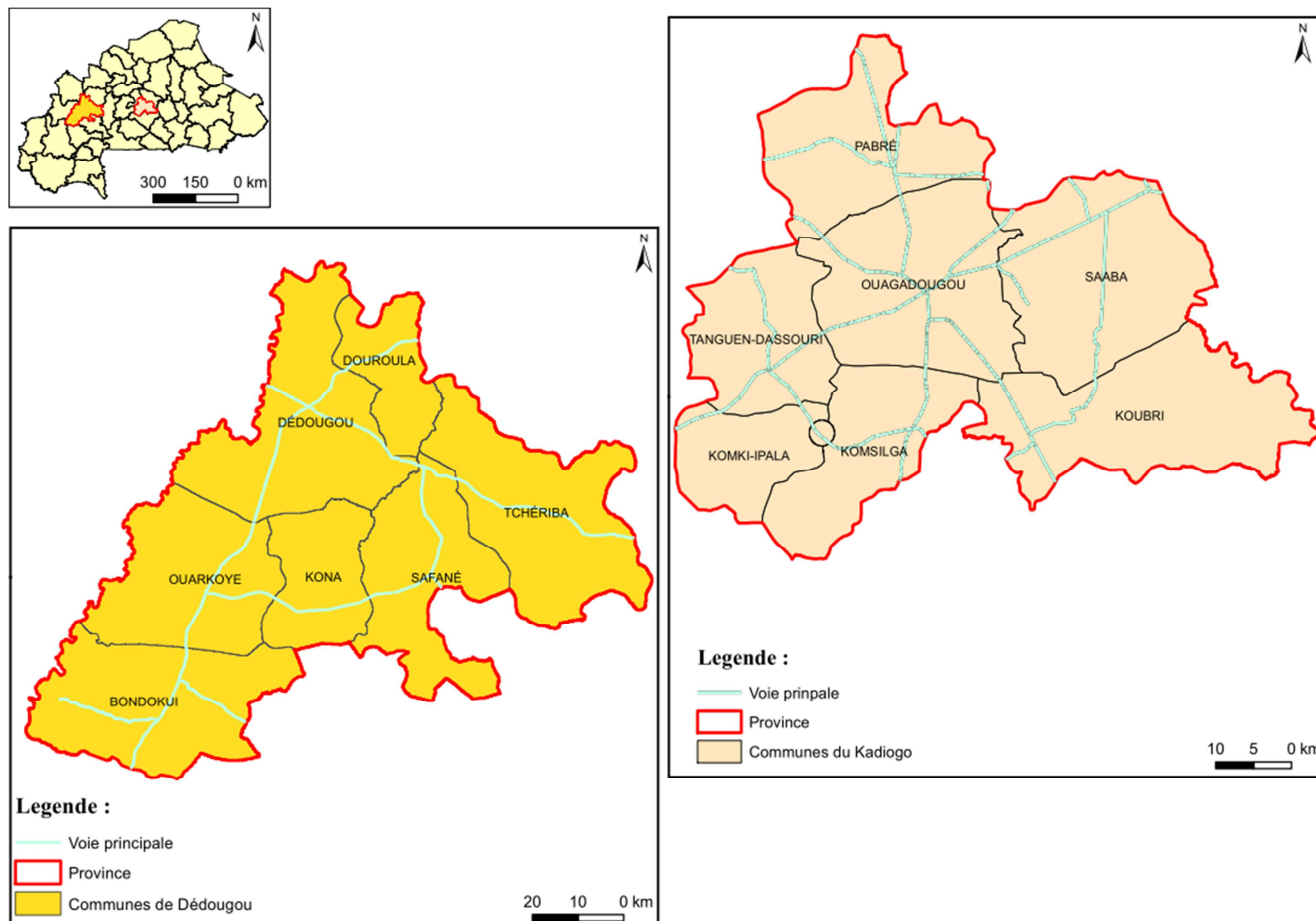 N
300 150 0 km
N
DOUROULA
DÉDOUGOU
TCHÉRIBA
OUARKOYE
KONA
SAFANÉ
BONDOKUI
Legende :
Voie principale
Province
Communes de Dédougou
20 10 0 km
N
PABRÉ
SAABA
OUAGADOUGOU
TANGUEN-DASSOURI
KOUBRI
KOMKI-IPALA
KOMSILGA
Legende :
Voie prinpale
Province
Communes du Kadiogo
10 5 0 km